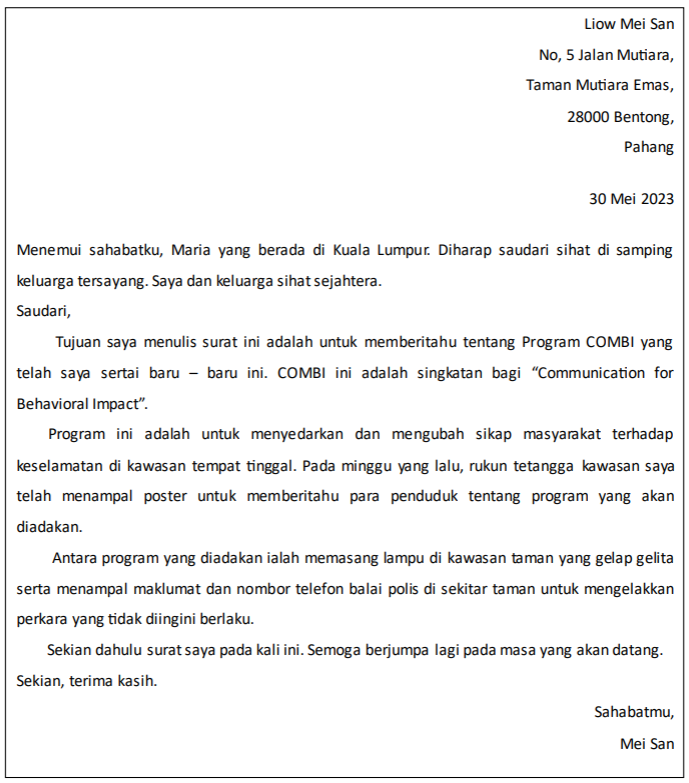 Liow Mei San
No, 5 Jalan Mutiara,
Taman Mutiara Emas,
28000 Bentong,
Pahang
30 Mei 2023
Menemui sahabatku, Maria yang berada di Kuala Lumpur. Diharap saudari sihat di samping
keluarga tersayang. Saya dan keluarga sihat sejahtera.
Saudari,
Tujuan saya menulis surat ini adalah untuk memberitahu tentang Program COMBI yang
telah saya sertai baru – baru ini. COMBI ini adalah singkatan bagi “Communication for
Behavioral Impact”.
Program ini adalah untuk menyedarkan dan mengubah sikap masyarakat terhadap
keselamatan di kawasan tempat tinggal. Pada minggu yang lalu, rukun tetangga kawasan saya
telah menampal poster untuk memberitahu para penduduk tentang program yang akan
diadakan.
Antara program yang diadakan ialah memasang lampu di kawasan taman yang gelap gelita
serta menampal maklumat dan nombor telefon balai polis di sekitar taman untuk mengelakkan
perkara yang tidak diingini berlaku.
Sekian dahulu surat saya pada kali ini. Semoga berjumpa lagi pada masa yang akan datang.
Sekian, terima kasih.
Sahabatmu,
Mei San